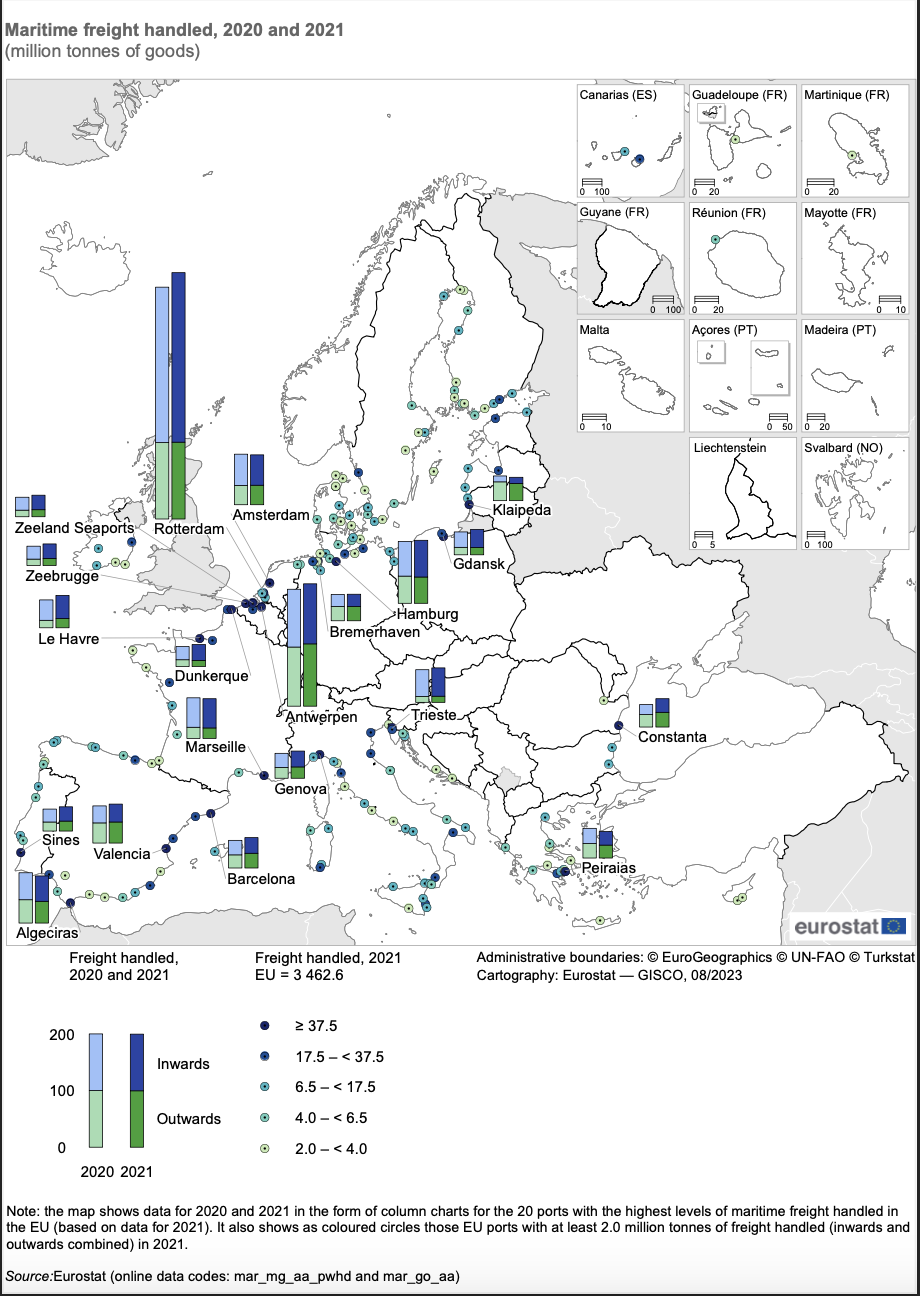 Maritime freight handled, 2020 and 2021
(million tonnes of goods)
Canarias (ES)
0 100
Guadeloupe (FR)
0 20
Martinique (FR)
0 20
Guyane (FR)
0 100
Réunion (FR)
0 20
Mayotte (FR)
0 10
Malta
0 10
Açores (PT)
0 50
Madeira (PT)
0 20
Liechtenstein
0 5
Svalbard (NO)
0 100
Zeeland Seaports
Rotterdam
Amsterdam
Klaipeda
Zeebrugge
Gdansk
Le Havre
Hamburg
Bremerhaven
Dunkerque
Antwerpen
Trieste
Marseille
Constanta
Genova
Sines
Valencia
Barcelona
Peiraias
Algeciras
eurostat
Freight handled,
2020 and 2021
Freight handled, 2021
EU = 3 462.6
Administrative boundaries: © EuroGeographics © UN-FAO © Turkstat
Cartography: Eurostat — GISCO, 08/2023
200
100
0
Inwards
Outwards
2020 2021
≥ 37.5
17.5 – < 37.5
6.5 – < 17.5
4.0 – < 6.5
2.0 – < 4.0
Note: the map shows data for 2020 and 2021 in the form of column charts for the 20 ports with the highest levels of maritime freight handled in
the EU (based on data for 2021). It also shows as coloured circles those EU ports with at least 2.0 million tonnes of freight handled (inwards and
outwards combined) in 2021.
Source:Eurostat (online data codes: mar_mg_aa_pwhd and mar_go_aa)